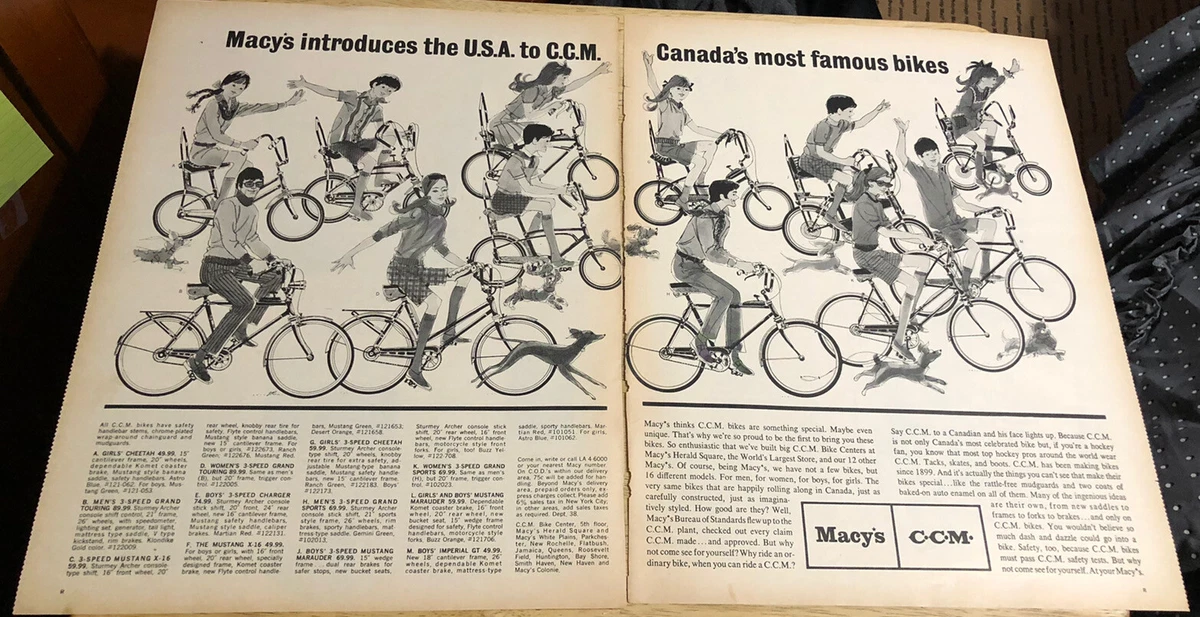 Macy's introduces the U.S.A. to C.C.M.
Canada's most famous bikes
All C.C.M. bikes have safety
handlebar stems, chrome-plated
wrap-around chainguard and
mudguards.
A. GIRLS' CHEETAH 49.99. 15"
cantilever frame, 20" wheels,
dependable Komet coaster
brake, Mustang style banana
saddle, safety handlebars. Astro
Blue, #121-062. For boys, Mus-
tang Green, #121-053.
B. MEN'S 3-SPEED GRAND
TOURING 89.99. Sturmey Archer
console shift control, 21" frame,
26" wheels, with speedometer,
lighting set, generator, tail light,
mattress type saddle, V type
kickstand, rim brakes. Klondike
Gold color. #122009.
C. 3-SPEED MUSTANG X-16
59.99. Sturmey Archer console-
type shift, 16" front wheel, 20"
rear wheel, knobby rear tire for
safety. Flyte control handlebars,
Mustang style banana saddle,
new 15" cantilever frame. For
boys or girls, #122673, Ranch
Green; #122676, Mustang Red.
D. WOMEN'S 3-SPEED GRAND
TOURING 89.99. Same as men's
(B), but 20" frame, trigger con-
trol. #122005.
E. BOYS' 3-SPEED CHARGER
74.99. Sturmey Archer console
stick shift, 20" front, 24" rear
wheel, new 16" cantilever frame,
Mustang safety handlebars,
Mustang style saddle, caliper
brakes. Martian Red. #122131.
F. THE MUSTANG X-16 49.99.
For boys or girls, with 16" front
wheel, 20" rear wheel, specially
designed frame, Komet coaster
brake, new Flyte control handle-
bars, Mustang Green, #121653;
Desert Orange, #121658.
G. GIRLS' 3-SPEED CHEETAH
59.99. Sturmey Archer console-
type shift, 20" wheels, knobby
rear tire for extra safety, ad-
justable Mustang-type banana
saddle, Mustang safety handle-
bars, new 15" cantilever frame.
Ranch Green, #122182. Boys'
#122173.
H. MEN'S 3-SPEED GRAND
SPORTS 69.99. Sturmey Archer
console stick shift, 21" sports
style frame, 26" wheels, rim
brakes, sporty handlebars, mat-
tress saddle. Gemini Green,
#102013.
J. BOYS' 3-SPEED MUSTANG
MARAUDER 69.99. 15" wedge
frame . . . dual rear brakes for
safer stops, new bucket seats,
Sturmey Archer console stick
shift, 20" rear wheel, 16" front
wheel, new Flyte control handle
bars, motorcycle style front
forks. For girls, too! Buzz Yel-
low, #122-708.
K. WOMEN'S 3-SPEED GRAND
SPORTS 69.99. Same as men's
(H), but 20" frame, trigger con-
trol. #102022.
L. GIRLS' AND BOYS' MUSTANG
MARAUDER 59.99. Dependable
Komet coaster brake, 16" front
wheel, 20" rear wheel, new
bucket seat. 15" wedge frame
designed for safety, Flyte control
handlebars, motorcycle style
forks. Buzz Orange, #121706.
M. BOYS' IMPERIAL GT 49.99.
New 18" cantilever frame, 26"
wheels, dependable Komet
coaster brake, mattress-type
saddle, sporty handlebars, Mar-
tian Red, #101051. For girls,
Astro Blue, #101062.
Come in, write or call LA 4-6000
or your nearest Macy number.
On C.O.D.'s within our delivery
area, 75c will be added for han-
dling. Beyond Macy's delivery
area, prepaid orders only, ex-
press charges collect. Please add
5% sales tax in New York City;
in other areas, add sales taxes
as required. Dept. 38.
C.C.M. Bike Center, 5th floor,
Macy's Herald Square and
Macy's White Plains, Parkches-
ter, New Rochelle, Flatbush,
Jamaica, Queens, Roosevelt
Field, Huntington, Bay Shore,
Smith Haven, New Haven and
Macy's Colonie.
Macy*s thinks C.C.M. bikes are something special. Maybe even
unique. That's why we're so proud to be the first to bring you these
bikes. So enthusiastic that we've built big C.C.M. Bike Centers at
Macy*s Herald Square, the World's Largest Store, and our 12 other
Macy*s. Of course, being Macy*s, we have not a few bikes, but
16 different models. For men, for women, for boys, for girls. The
very same bikes that are happily rolling along in Canada, just as
carefully constructed, just as imagina-
tively styled. How good are they? Well,
Macy*s Bureau of Standards flew up to the
C.C.M. plant, checked out every claim
C.C.M. made...and approved. But why
not come see for yourself? Why ride an or-
dinary bike, when you can ride a C.C.M.?
Say C.C.M. to a Canadian and his face lights up. Because C.C.M.
is not only Canada's most celebrated bike but, if you're a hockey
fan, you know that most top hockey pros around the world wear
C.C.M. Tacks, skates, and boots. C.C.M. has been making bikes
since 1899. And it's actually the things you can't see that make their
bikes special...like the rattle-free mudguards and two coats of
baked-on auto enamel on all of them. Many of the ingenious ideas
are their own, from new saddles to
frames to forks to brakes...and only on
C.C.M. bikes. You wouldn't believe so
much dash and dazzle could go into a
bike. Safety, too, because C.C.M. bikes
must pass C.C.M. safety tests. But why
not come see for yourself. At your Macy*s.
Macy's
C·C·M·